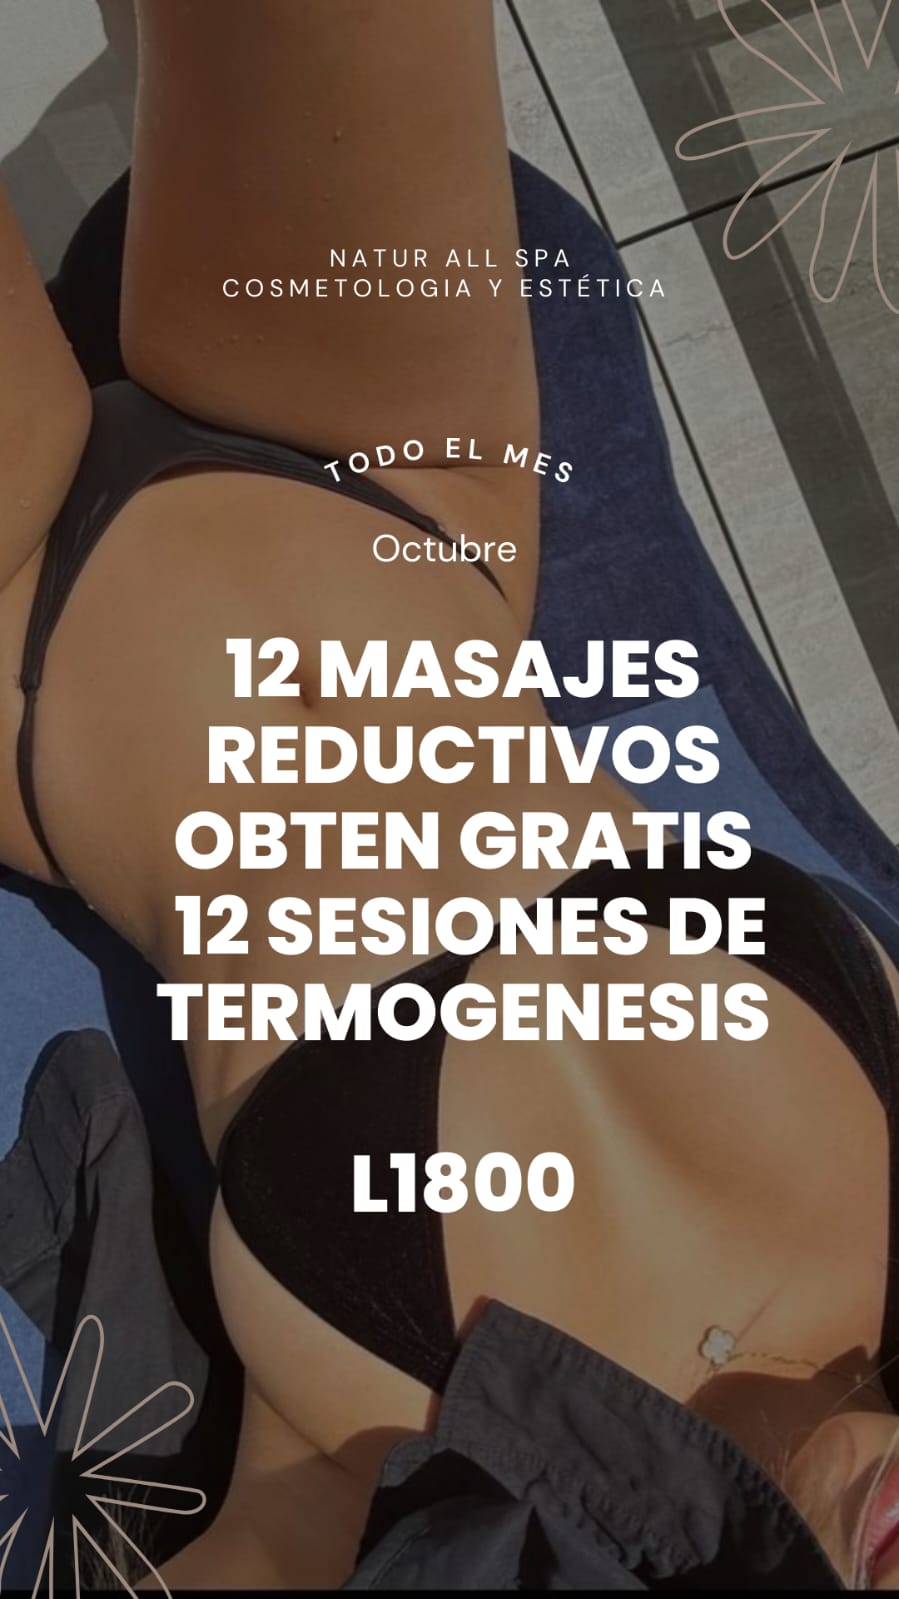 NATUR ALL SPA
COSMETOLOGIA Y ESTÉTICA
TODO EL MES
Octubre
12 MASAJES
REDUCTIVOS
OBTEN GRATIS
12 SESIONES DE
TERMOGENESIS
L1800